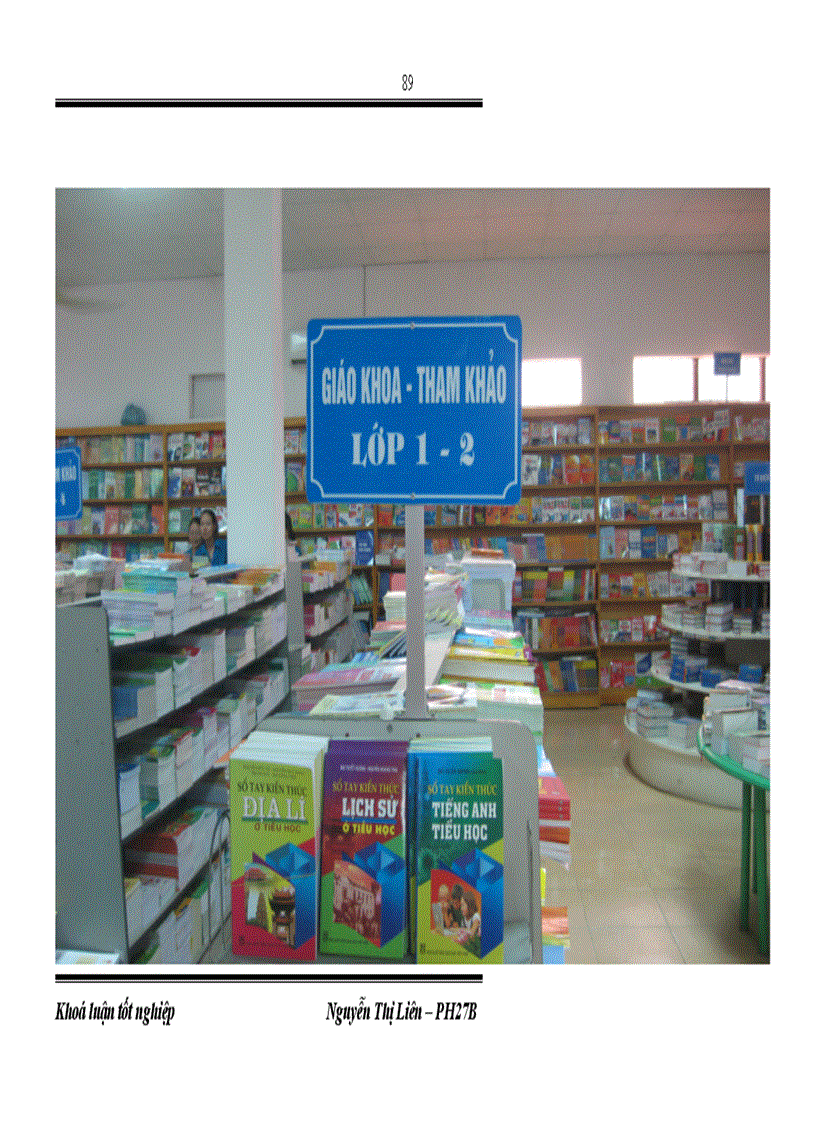 89
GIÁO KHOA - THAM KHẢO
LỚP 1 - 2
SỔ TAY KIẾN THỨC
ĐỊA LÍ
Ở TIỂU HỌC
SỔ TAY KIẾN THỨC
LỊCH SỬ
Ở TIỂU HỌC
SỔ TAY KIẾN THỨC
TIẾNG ANH
TIỂU HỌC
Khoá luận tốt nghiệp Nguyễn Thị Liên – PH27B